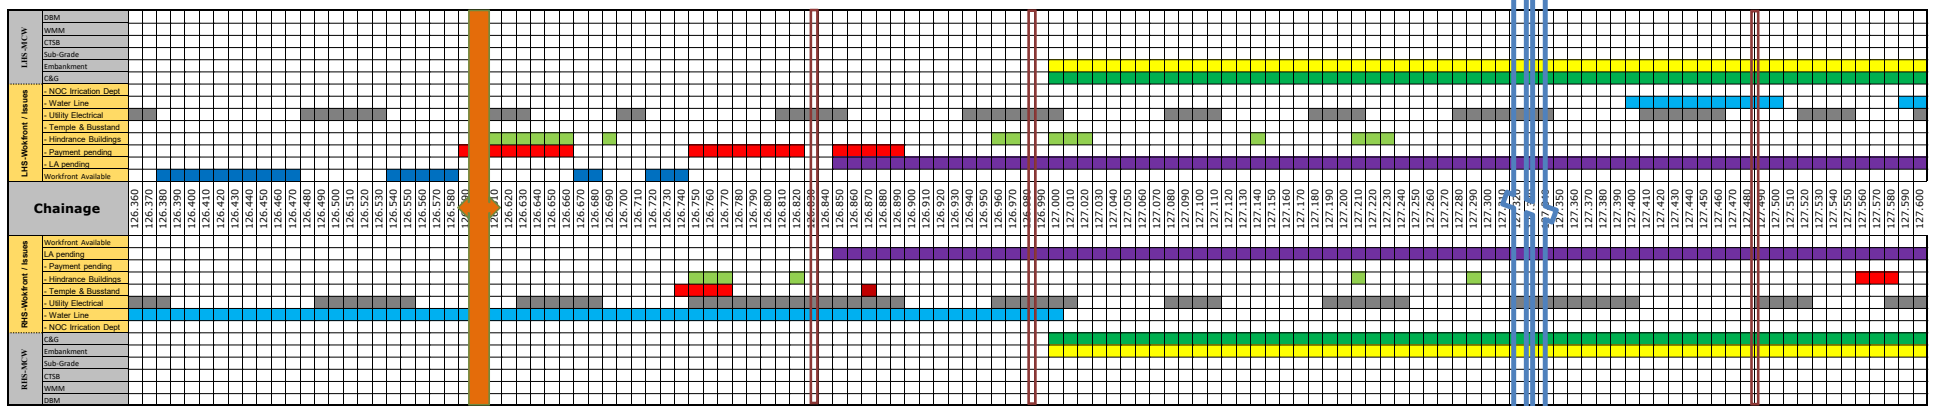 LHS-MCW
DBM
WMM
CTSB
Sub-Grade
Embankment
C&G
LHS-Wokfront / Issues
- NOC Irrication Dept
- Water Line
- Utility Electrical
- Temple & Busstand
- Hindrance Buildings
- Payment pending
- LA pending
Workfront Available
Chainage
126.360 126.370 126.380 126.390 126.400 126.410 126.420 126.430 126.440 126.450 126.460 126.470 126.480 126.490 126.500 126.510 126.520 126.530 126.540 126.550 126.560 126.570 126.580 126.620 126.630 126.640 126.650 126.660 126.670 126.680 126.690 126.700 126.710 126.720 126.730 126.740 126.750 126.760 126.770 126.780 126.790 126.800 126.810 126.820 126.840 126.850 126.860 126.870 126.880 126.890 126.900 126.910 126.920 126.930 126.940 126.950 126.960 126.970 126.990 127.000 127.010 127.020 127.030 127.040 127.050 127.060 127.070 127.080 127.090 127.100 127.110 127.120 127.130 127.140 127.150 127.160 127.170 127.180 127.190 127.200 127.210 127.220 127.230 127.240 127.250 127.260 127.270 127.280 127.290 127.300 127.360 127.370 127.380 127.390 127.400 127.410 127.420 127.430 127.440 127.450 127.460 127.470 127.480 127.500 127.510 127.520 127.530 127.540 127.550 127.560 127.570 127.580 127.590 127.600
RHS-Wokfront / Issues
Workfront Available
LA pending
- Payment pending
- Hindrance Buildings
- Temple & Busstand
- Utility Electrical
- Water Line
- NOC Irrication Dept
RHS-MCW
C&G
Embankment
Sub-Grade
CTSB
WMM
DBM